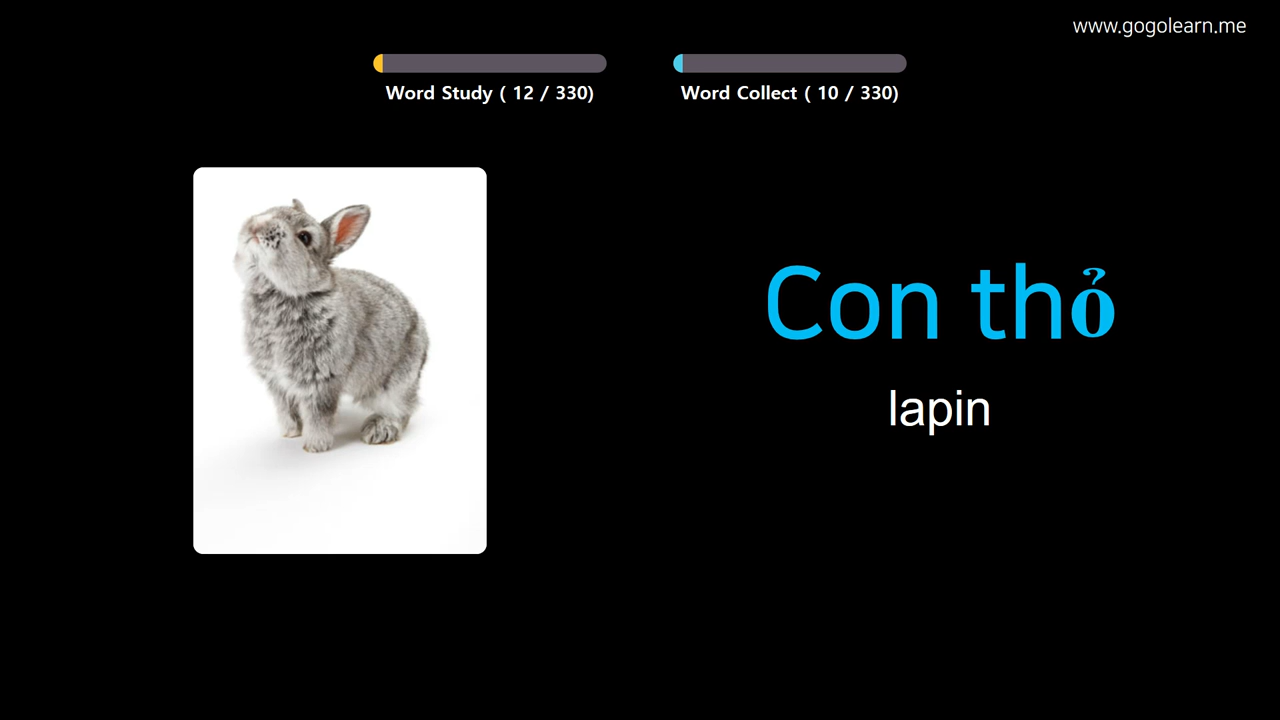 www.gogolearn.me
Word Study ( 12 / 330)
Word Collect ( 10 / 330)
Con thỏ
lapin